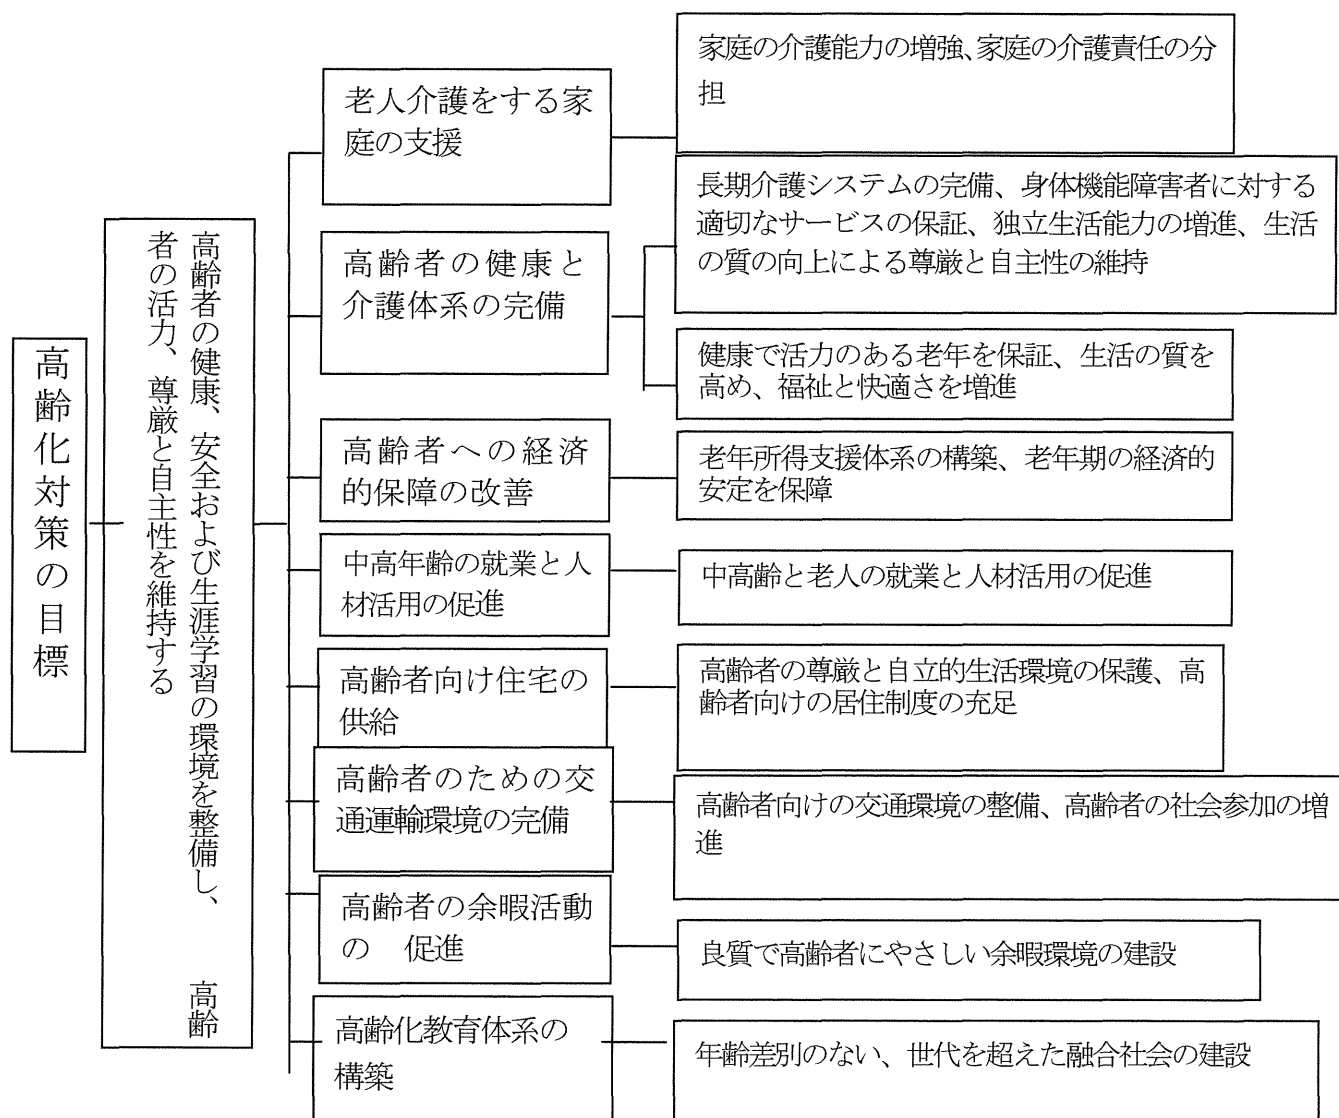 高齢化対策の目標
高齢者の健康、安全および生涯学習の環境を整備し、 高齢
者の活力、尊厳と自主性を維持する
老人介護をする家
庭の支援
家庭の介護能力の増強、家庭の介護責任の分
担
高齢者の健康と
介護体系の完備
長期介護システムの完備、身体機能障害者に対する
適切なサービスの保証、独立生活能力の増進、生活
の質の向上による尊厳と自主性の維持
健康で活力のある老年を保証、生活の質を
高め、福祉と快適さを増進
高齢者への経済
的保障の改善
老年所得支援体系の構築、老年期の経済的
安定を保障
中高年齢の就業と人
材活用の促進
中高齢と老人の就業と人材活用の促進
高齢者向け住宅の
供給
高齢者の尊厳と自立的生活環境の保護、高
齢者向けの居住制度の充足
高齢者のための交
通運輸環境の完備
高齢者向けの交通環境の整備、高齢者の社会参加の増
進
高齢者の余暇活動
の 促進
良質で高齢者にやさしい余暇環境の建設
高齢化教育体系の
構築
年齢差別のない、世代を超えた融合社会の建設